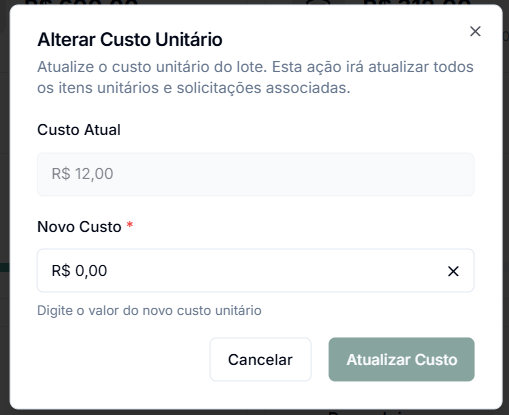 Alterar Custo Unitário
Atualize o custo unitário do lote. Esta ação irá atualizar todos
os itens unitários e solicitações associadas.
Custo Atual
R$ 12,00
Novo Custo *
R$ 0,00
Digite o valor do novo custo unitário
Cancelar
Atualizar Custo